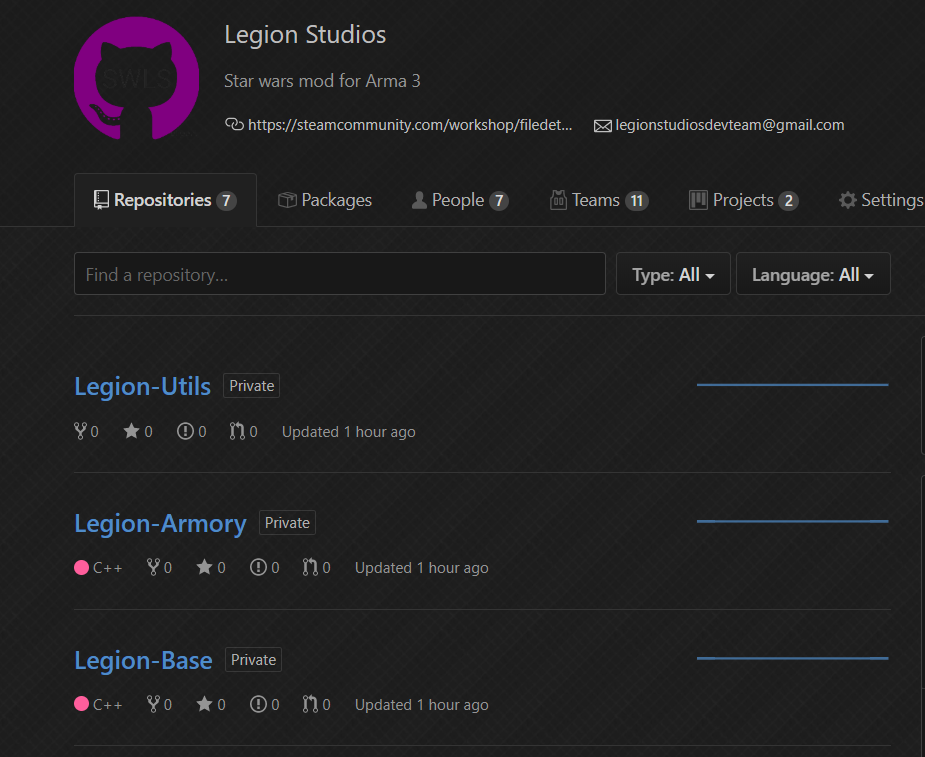 SWLS
Legion Studios
Star wars mod for Arma 3
https://steamcommunity.com/workshop/filedet... legionstudiosdevteam@gmail.com
Repositories 7 Packages People 7 Teams 11 Projects 2 Settings
Find a repository... Type: All Language: All
Legion-Utils Private
0 0 0 0 Updated 1 hour ago
Legion-Armory Private
C++ 0 0 0 0 Updated 1 hour ago
Legion-Base Private
C++ 0 0 0 0 Updated 1 hour ago